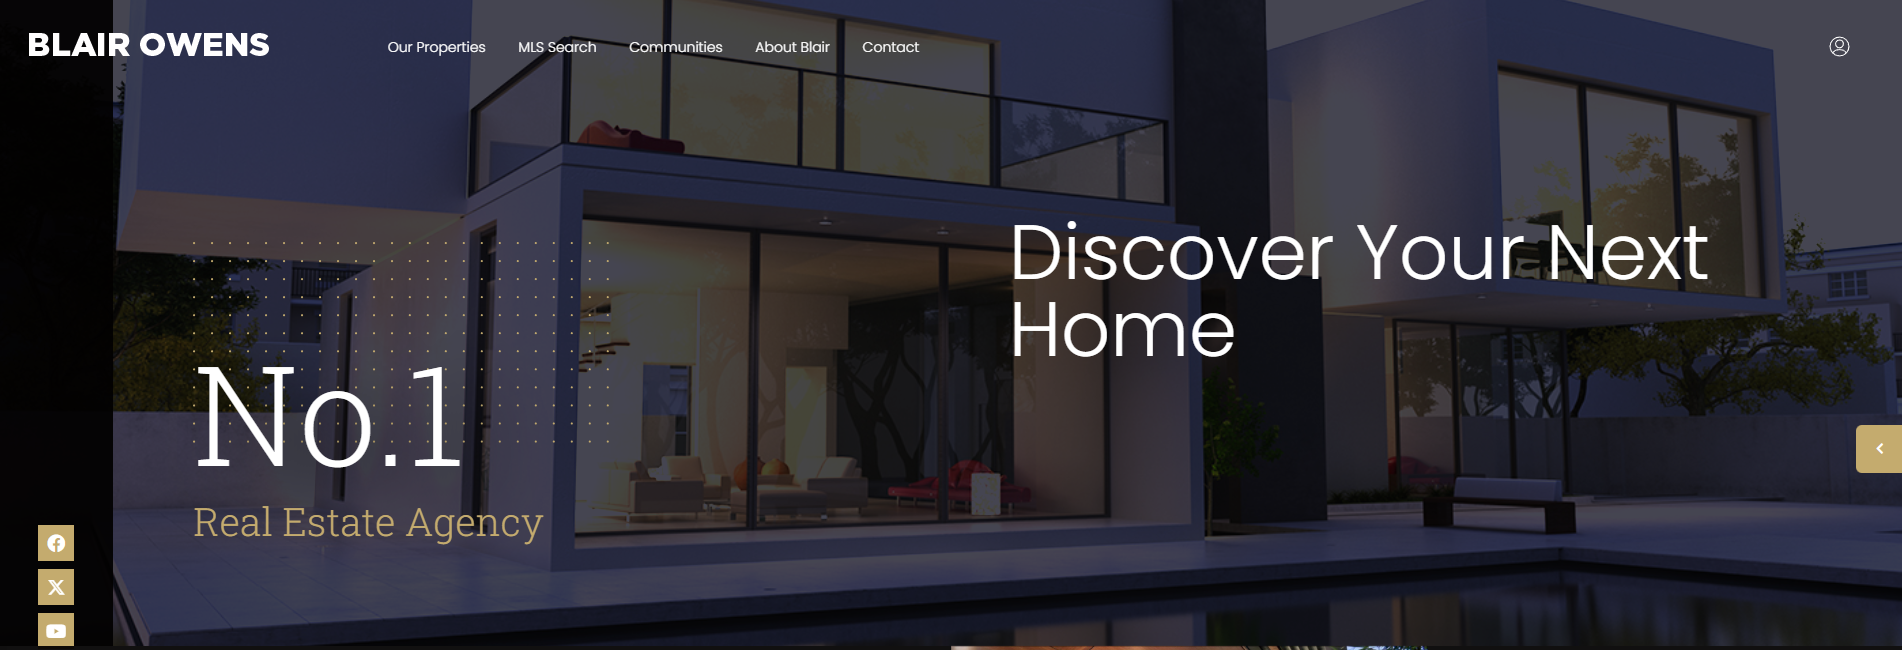 BLAIR OWENS
Our Properties MLS Search Communities About Blair Contact
Discover Your Next
Home
No.1
Real Estate Agency